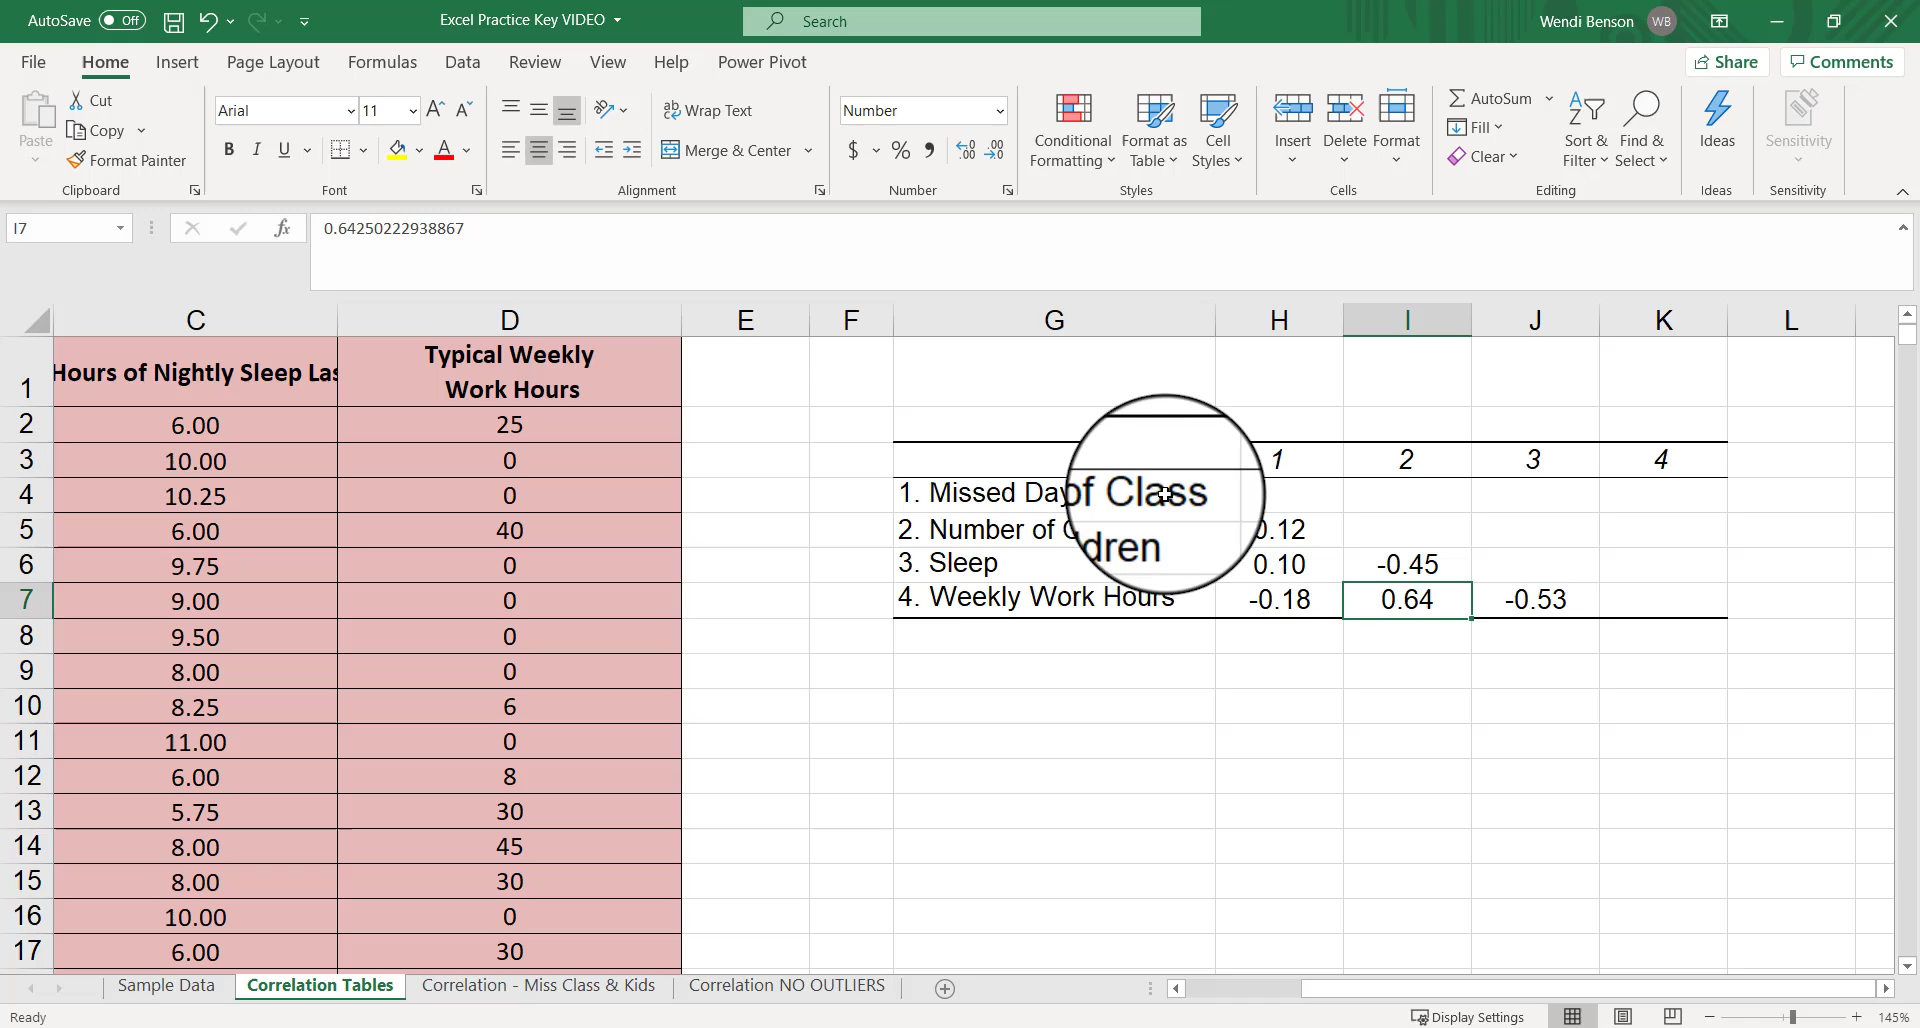 AutoSave Off Excel Practice Key VIDEO Search Wendi Benson WB
File Home Insert Page Layout Formulas Data Review View Help Power Pivot Share Comments
Paste Cut Copy Format Painter
Clipboard
Arial 11
B I U A
Font
ab Wrap Text
Merge & Center
Alignment
Number
$ % 9 .00 .00
Number
Conditional Formatting Format as Table Cell Styles
Styles
Insert Delete Format
Cells
AutoSum
Fill
Clear
Sort & Filter Find & Select
Editing
Ideas
Ideas
Sensitivity
Sensitivity
I7 fx 0.64250222938867
C D E F G H I J K L
1 Hours of Nightly Sleep Las Typical Weekly Work Hours
2 6.00 25
3 10.00 0 1 2 3 4
4 10.25 0 1. Missed Day of Class
5 6.00 40 2. Number of dren 0.12
6 9.75 0 3. Sleep 0.10 -0.45
7 9.00 0 4. Weekly Work Hours -0.18 0.64 -0.53
8 9.50 0
9 8.00 0
10 8.25 6
11 11.00 0
12 6.00 8
13 5.75 30
14 8.00 45
15 8.00 30
16 10.00 0
17 6.00 30
Sample Data Correlation Tables Correlation - Miss Class & Kids Correlation NO OUTLIERS
Ready Display Settings 145%